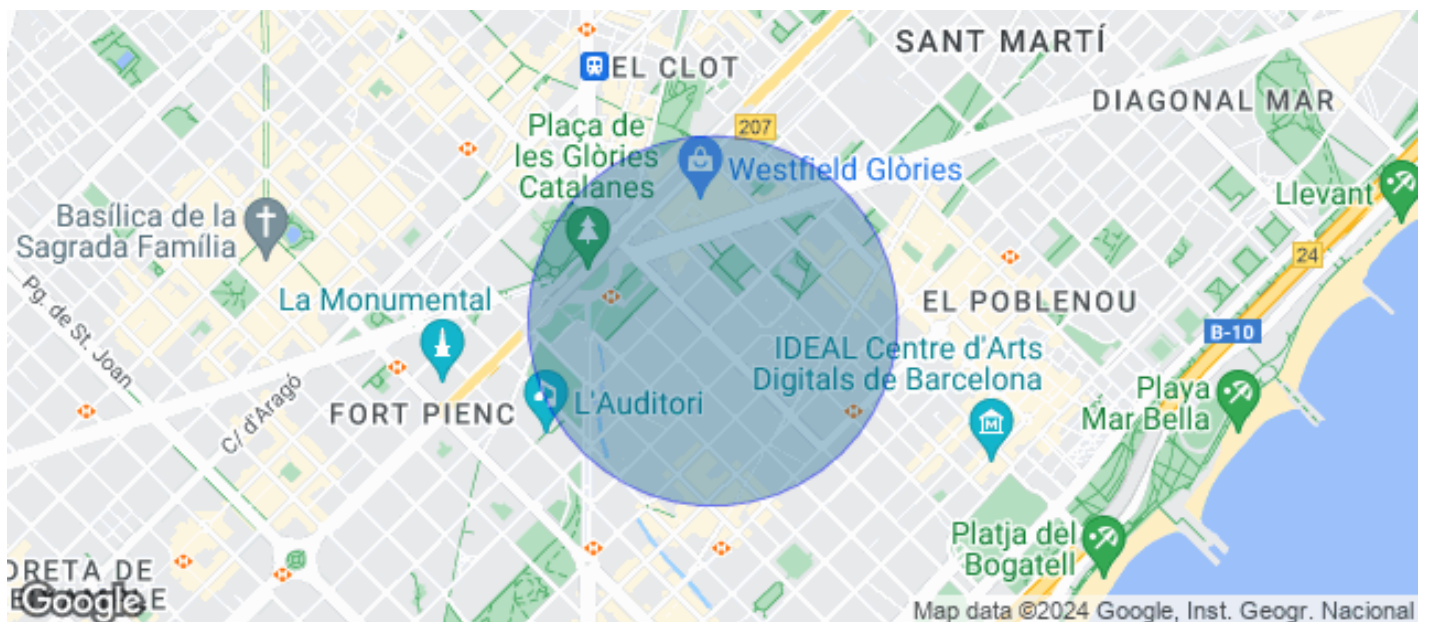 SANT MARTÍ
EL CLOT
DIAGONAL MAR
Plaça de
les Glòries
Catalanes
207
Westfield Glòries
Llevant
Basílica de la
Sagrada Família
24
La Monumental
EL POBLENOU
Pg. de St. Joan
B-10
IDEAL Centre d'Arts
Digitals de Barcelona
C/ d'Aragó
FORT PIENC
L'Auditori
Playa
Mar Bella
Platja del
Bogatell
DRETA DE
Google
Map data ©2024 Google, Inst. Geogr. Nacional